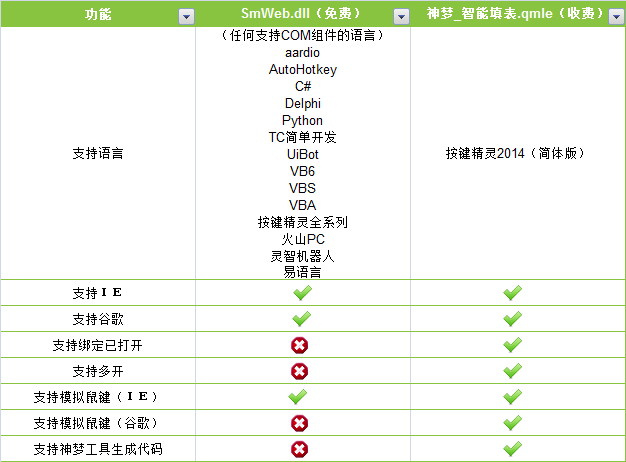 功能 SmWeb.dll（免费） 神梦_智能填表.qmle（收费）
（任何支持COM组件的语言）
aardio
AutoHotkey
C#
Delphi
Python
TC简单开发
支持语言 UiBot 按键精灵2014（简体版）
VB6
VBS
VBA
按键精灵全系列
火山PC
灵智机器人
易语言
支持ＩＥ
支持谷歌
支持绑定已打开
支持多开
支持模拟鼠键（ＩＥ）
支持模拟鼠键（谷歌）
支持神梦工具生成代码